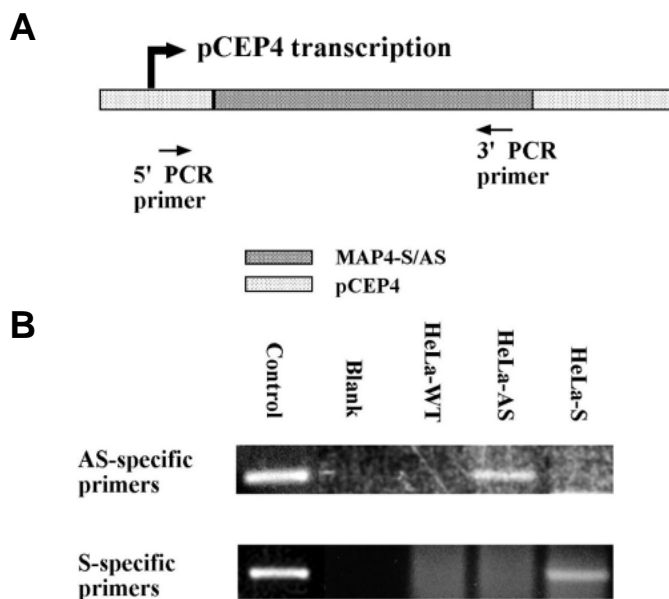 A
pCEP4 transcription
5' PCR
primer
3' PCR
primer
MAP4-S/AS
pCEP4
B
Control
Blank
HeLa-WT
HeLa-AS
HeLa-S
AS-specific
primers
S-specific
primers